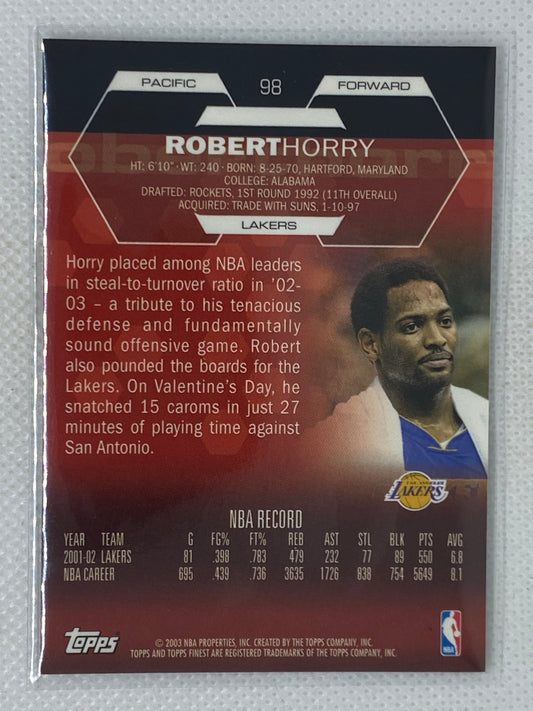 PACIFIC
98
FORWARD
ROBERTHORRY
HT: 6'10" · WT: 240 · BORN: 8-25-70, HARTFORD, MARYLAND
COLLEGE: ALABAMA
DRAFTED: ROCKETS, 1ST ROUND 1992 (11TH OVERALL)
ACQUIRED: TRADE WITH SUNS, 1-10-97
LAKERS
Horry placed among NBA leaders
in steal-to-turnover ratio in '02-
03 – a tribute to his tenacious
defense and fundamentally
sound offensive game. Robert
also pounded the boards for the
Lakers. On Valentine's Day, he
snatched 15 caroms in just 27
minutes of playing time against
San Antonio.
THE LOS ANGELES
LAKERS
NBA RECORD
YEAR TEAM G FG% FT% REB AST STL BLK PTS AVG
2001-02 LAKERS 81 .398 .783 479 232 77 89 550 6.8
NBA CAREER 695 .439 .736 3635 1726 838 754 5649 8.1
Topps
© 2003 NBA PROPERTIES, INC. CREATED BY THE TOPPS COMPANY, INC.
TOPPS AND TOPPS FINEST ARE REGISTERED TRADEMARKS OF THE TOPPS COMPANY, INC.
NBA